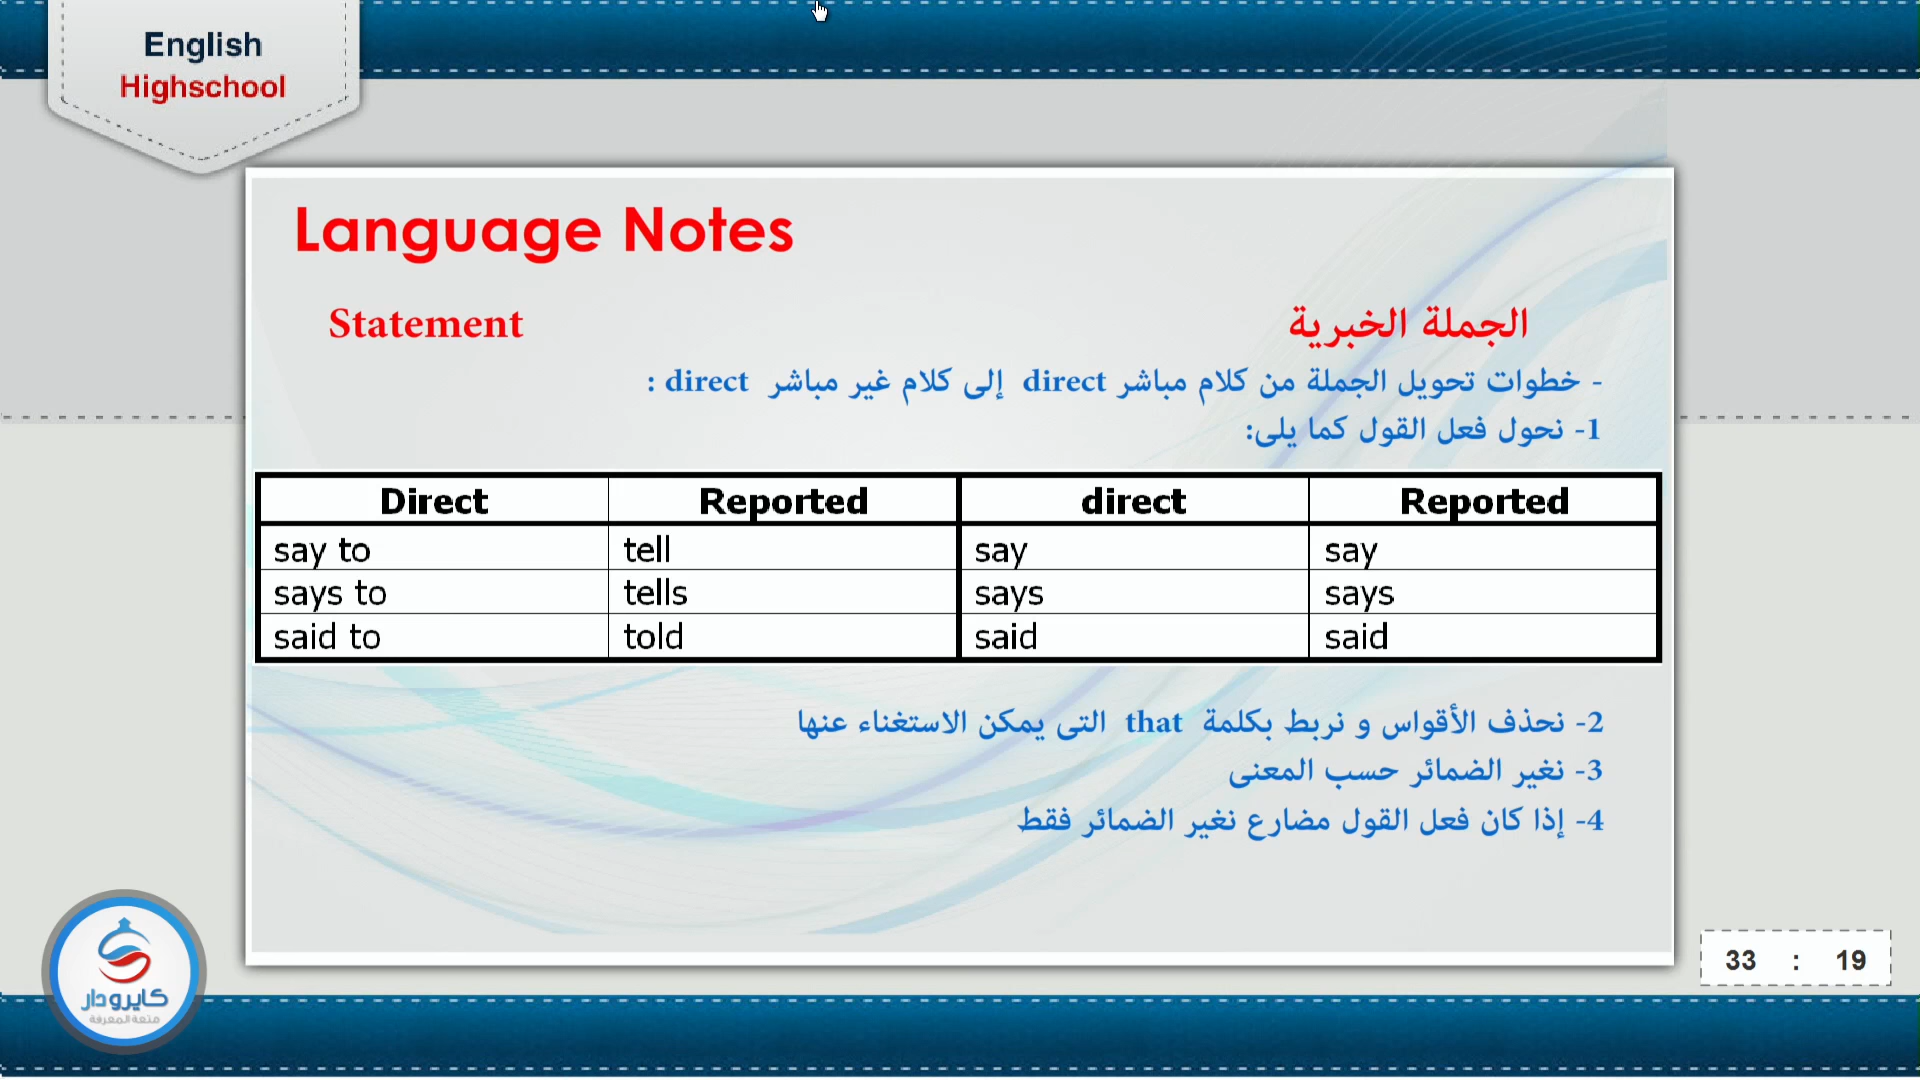 English
Highschool
Language Notes
Statement الجملة الخبرية
- خطوات تحويل الجملة من كلام مباشر direct إلى كلام غير مباشر direct :
1- نحول فعل القول كما يلى:
Direct Reported direct Reported
say to tell say say
says to tells says says
said to told said said
2- نحذف الأقواس و نربط بكلمة that التى يمكن الاستغناء عنها
3- نغير الضمائر حسب المعنى
4- إذا كان فعل القول مضارع نغير الضمائر فقط
33 : 19
كايرودار
متعة المعرفة